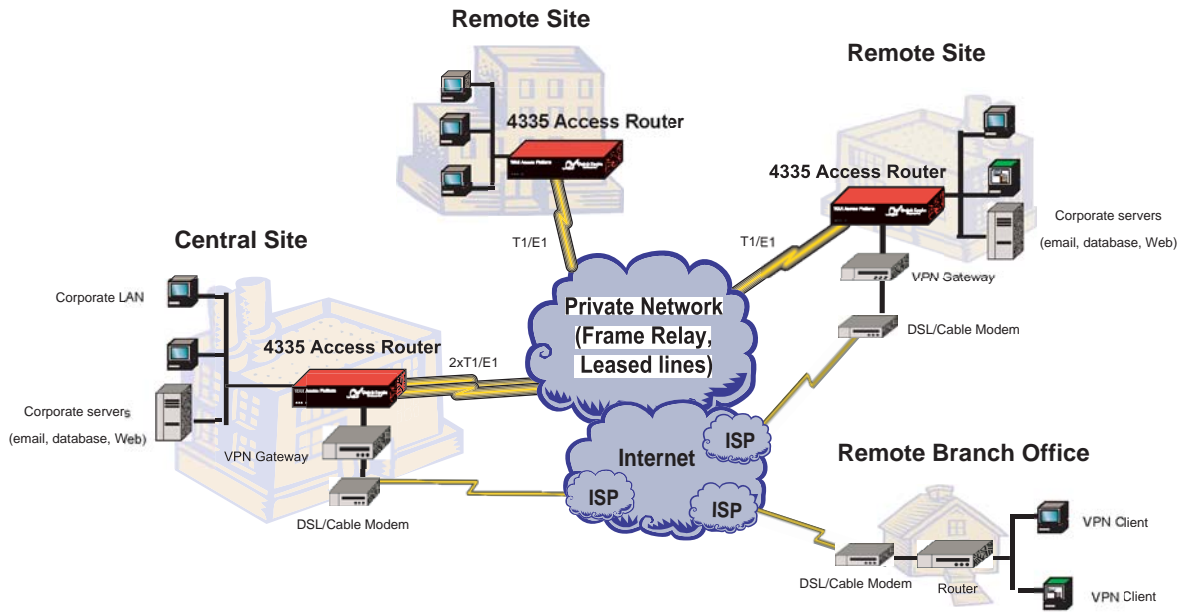 Remote Site
4335 Access Router
T1/E1
Remote Site
4335 Access Router
Corporate servers
(email, database, Web)
T1/E1
VPN Gateway
DSL/Cable Modem
Central Site
Corporate LAN
4335 Access Router
2xT1/E1
Corporate servers
(email, database, Web)
VPN Gateway
DSL/Cable Modem
Private Network
(Frame Relay,
Leased lines)
Internet
ISP
ISP
ISP
Remote Branch Office
VPN Client
DSL/Cable Modem
Router
VPN Client